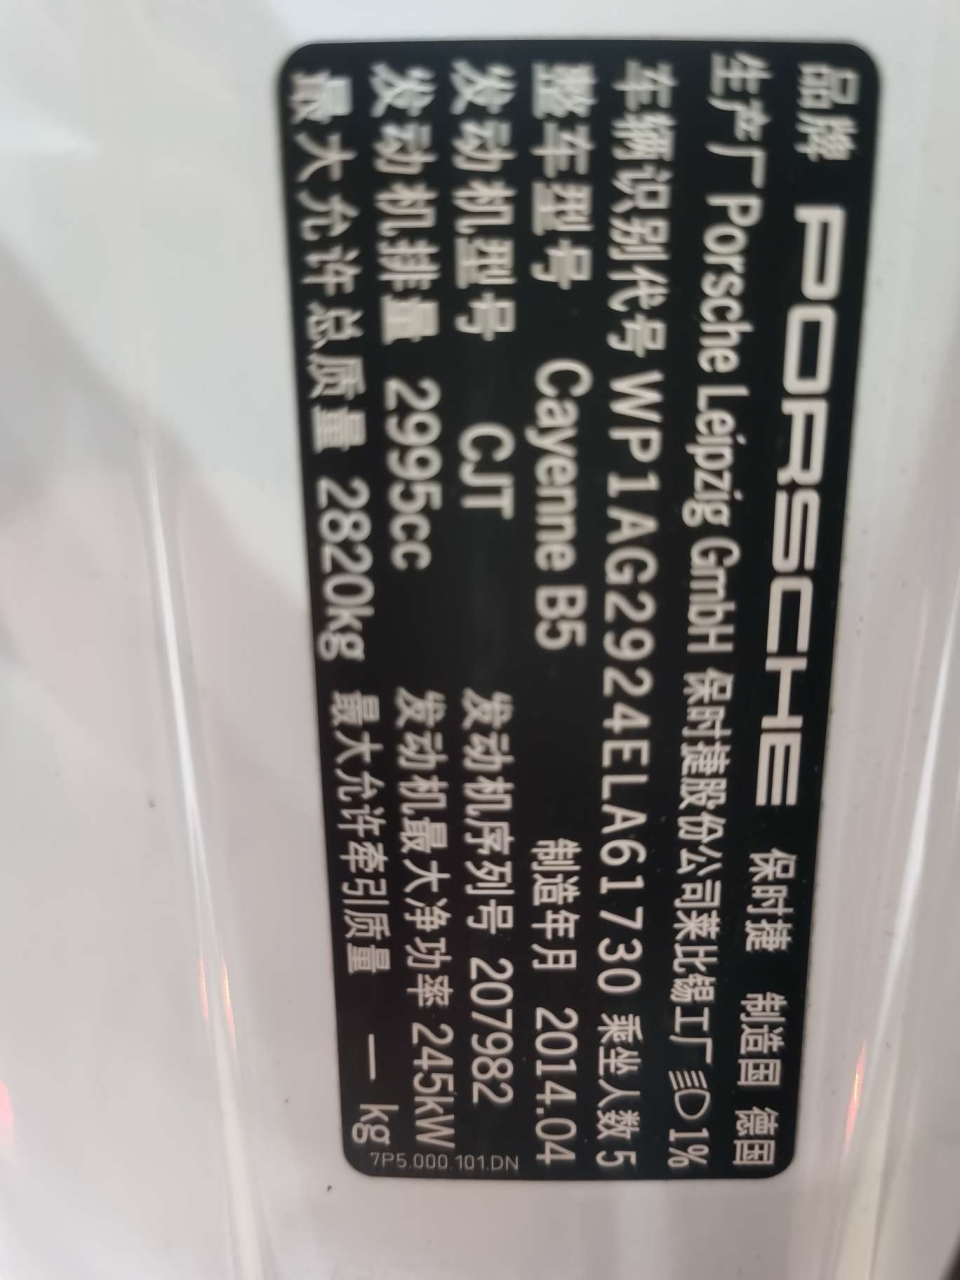 品牌 PORSCHE 保时捷 制造国 德国
生产厂 Porsche Leipzig GmbH 保时捷股份公司莱比锡工厂 1%
车辆识别代号 WP1AG2924ELA61730 乘坐人数 5
整车型号 Cayenne B5 制造年月 2014.04
发动机型号 CJT 发动机序列号 207982
发动机排量 2995cc 发动机最大净功率 245kW
最大允许总质量 2820kg 最大允许牵引质量 — kg
7P5.000.101.DN